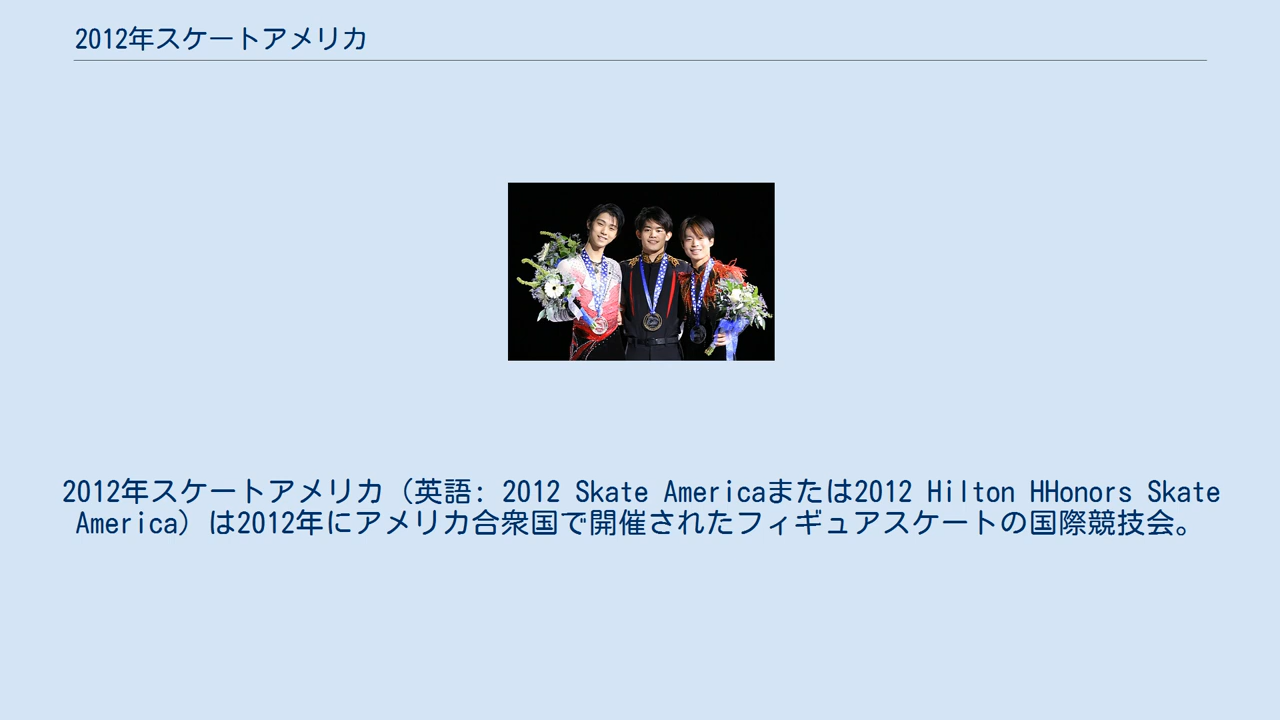 2012年スケートアメリカ
2012年スケートアメリカ（英語: 2012 Skate Americaまたは2012 Hilton HHonors Skate
America）は2012年にアメリカ合衆国で開催されたフィギュアスケートの国際競技会。